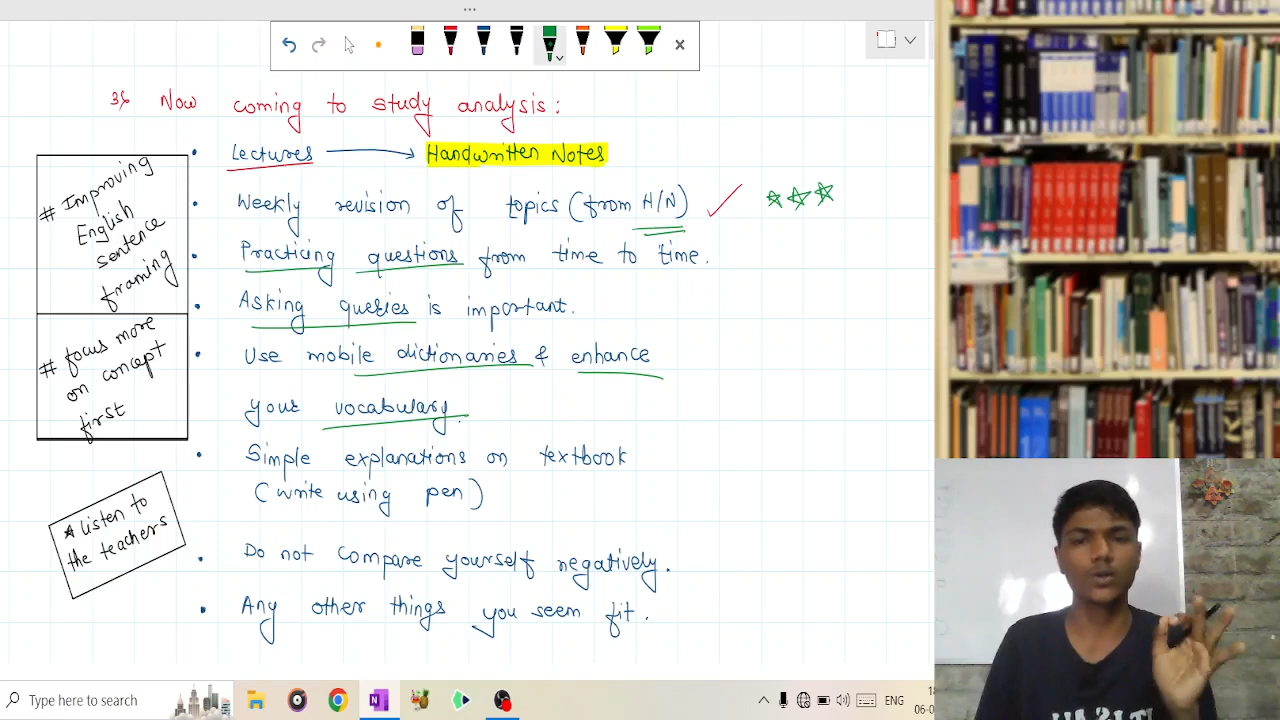 3% Now coming to study analysis:
• Lectures → Handwritten Notes
• Weekly revision of topics (from H/N)
• Practicing questions from time to time.
• Asking queries is important.
• Use mobile dictionaries & enhance
your vocabulary.
• Simple explanations on textbook
(write using pen)
• Do not compare yourself negatively.
• Any other things you seem fit.
# Improving
English
sentence
framing
# focus more
on concept
first
* listen to
the teachers
Type here to search
ENG